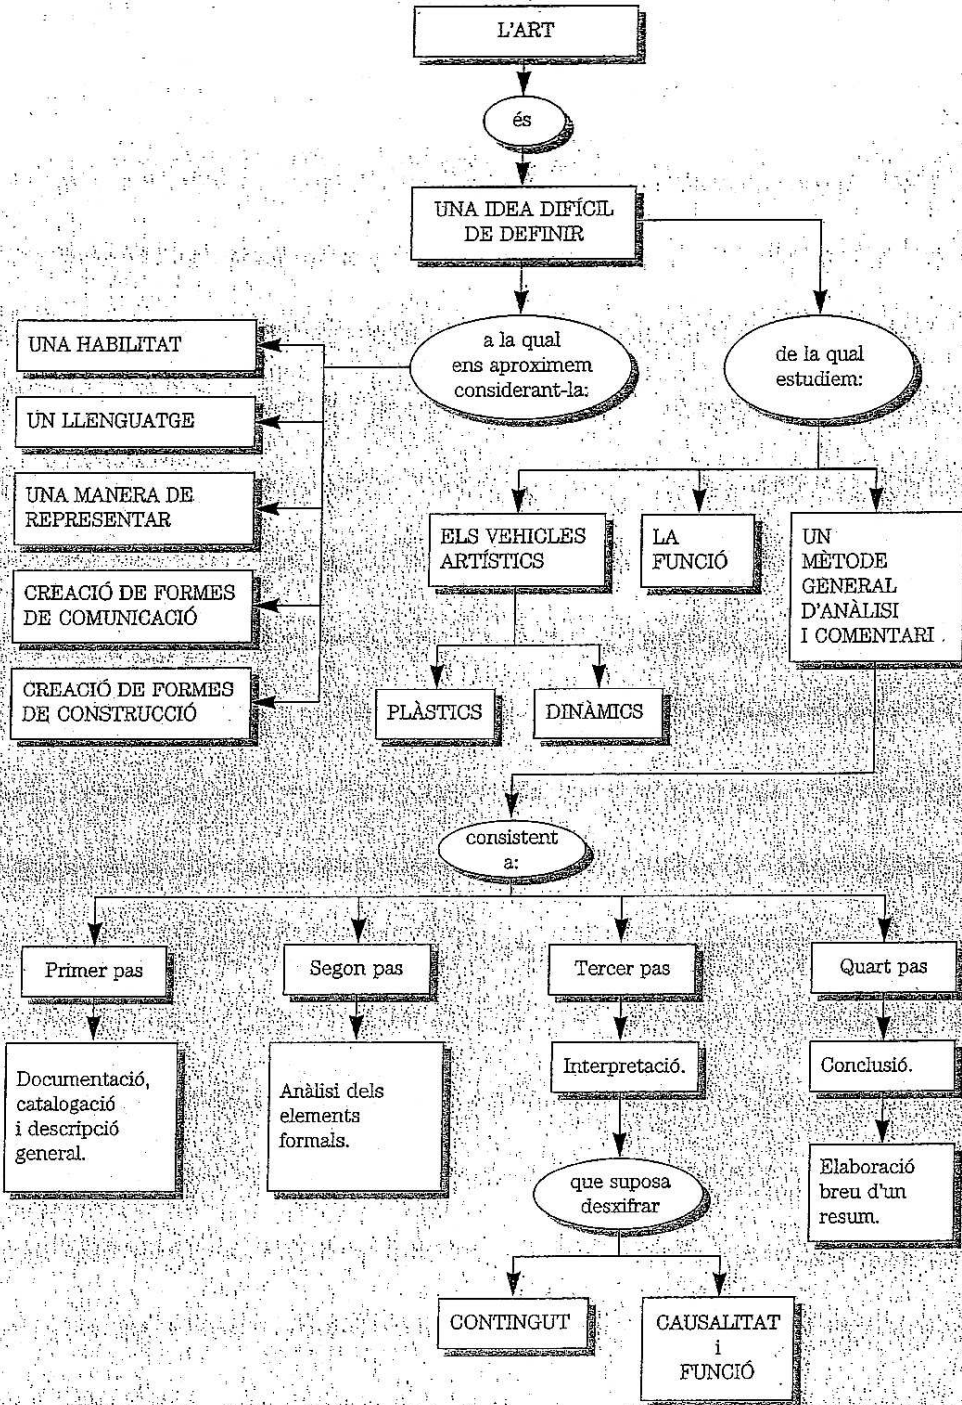 L'ART
és
UNA IDEA DIFÍCIL
DE DEFINIR
a la qual
ens aproximem
considerant-la:
de la qual
estudiem:
UNA HABILITAT
UN LLENGUATGE
UNA MANERA DE
REPRESENTAR
CREACIÓ DE FORMES
DE COMUNICACIÓ
CREACIÓ DE FORMES
DE CONSTRUCCIÓ
ELS VEHICLES
ARTÍSTICS
LA
FUNCIÓ
UN
MÈTODE
GENERAL
D'ANÀLISI
I COMENTARI
PLÀSTICS
DINÀMICS
consistent
a:
Primer pas
Segon pas
Tercer pas
Quart pas
Documentació,
catalogació
i descripció
general.
Anàlisi dels
elements
formals.
Interpretació.
Conclusió.
que suposa
desxifrar
Elaboració
breu d'un
resum.
CONTINGUT
CAUSALITAT
i
FUNCIÓ